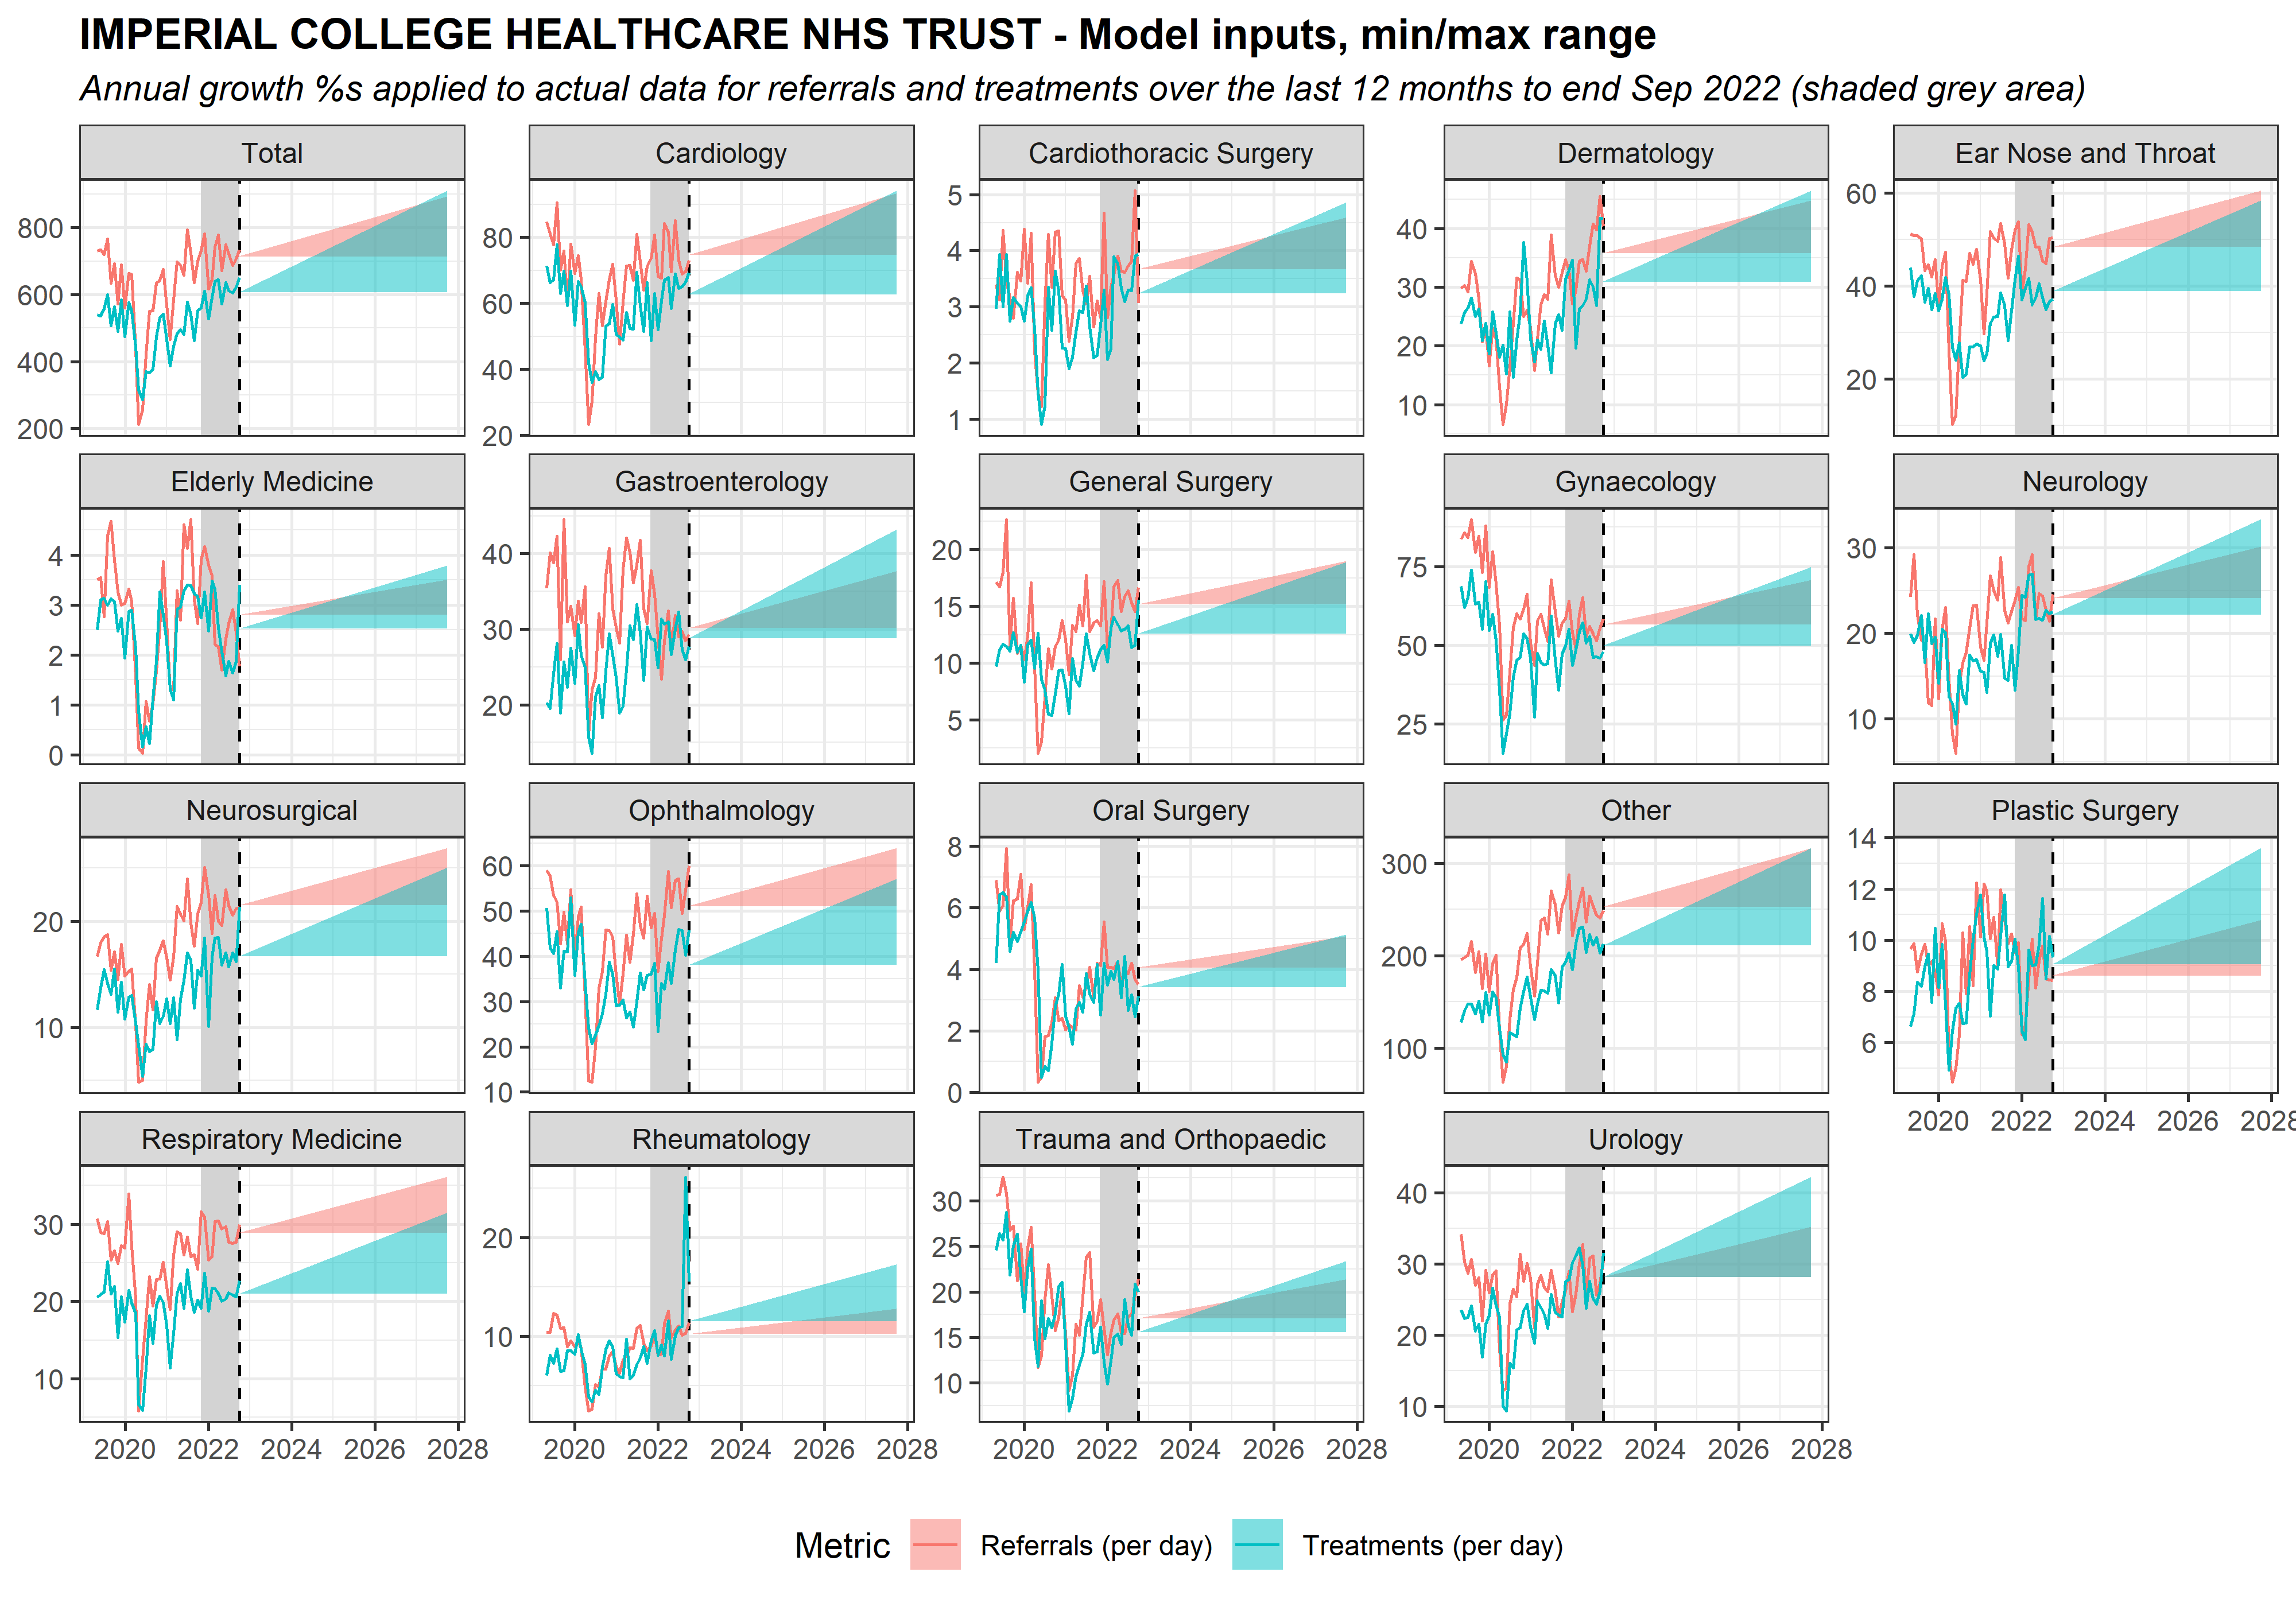 IMPERIAL COLLEGE HEALTHCARE NHS TRUST - Model inputs, min/max range
Annual growth %s applied to actual data for referrals and treatments over the last 12 months to end Sep 2022 (shaded grey area)
Total
Cardiology
Cardiothoracic Surgery
Dermatology
Ear Nose and Throat
800
600
400
200
80
60
40
20
5
4
3
2
1
40
30
20
10
60
40
20
Elderly Medicine
Gastroenterology
General Surgery
Gynaecology
Neurology
4
3
2
1
0
40
30
20
20
15
10
5
75
50
25
30
20
10
Neurosurgical
Ophthalmology
Oral Surgery
Other
Plastic Surgery
20
10
60
50
40
30
20
10
8
6
4
2
0
300
200
100
14
12
10
8
6
2020 2022 2024 2026 2028
Respiratory Medicine
Rheumatology
Trauma and Orthopaedic
Urology
30
20
10
20
10
30
25
20
15
10
40
30
20
10
2020 2022 2024 2026 2028
2020 2022 2024 2026 2028
2020 2022 2024 2026 2028
2020 2022 2024 2026 2028
Metric Referrals (per day) Treatments (per day)